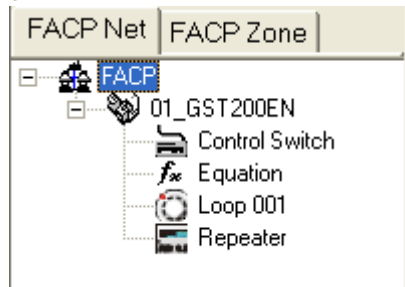 FACP Net FACP Zone
FACP
01_GST200EN
Control Switch
Equation
Loop 001
Repeater